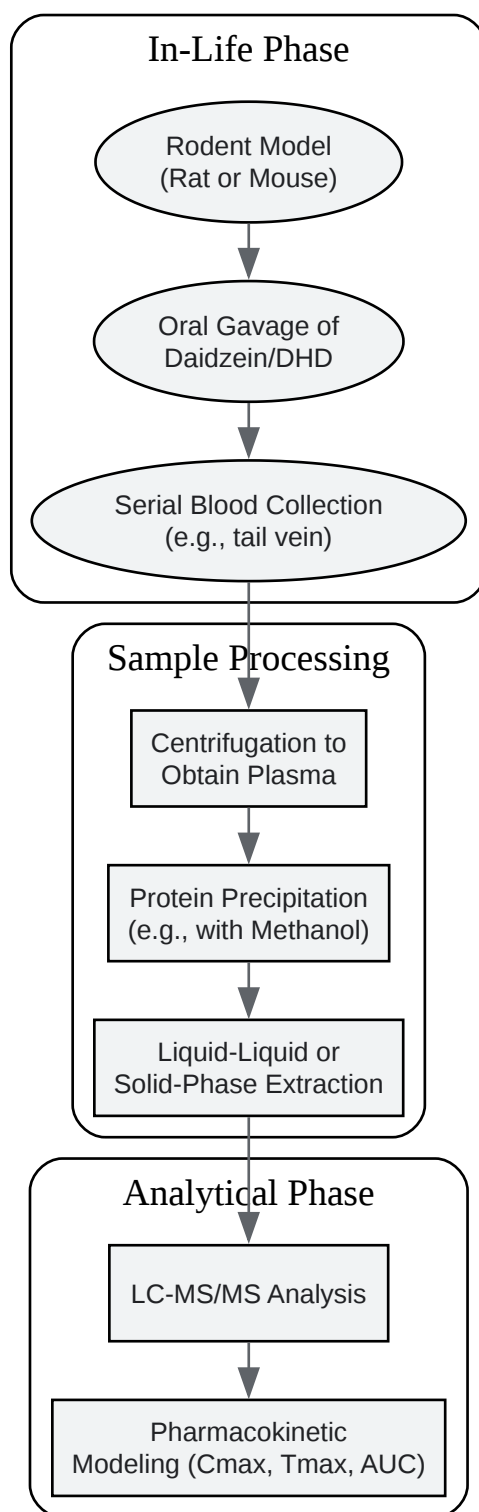 In-Life Phase
Rodent Model
(Rat or Mouse)
Oral Gavage of
Daidzein/DHD
Serial Blood Collection
(e.g., tail vein)
Sample Processing
Centrifugation to
Obtain Plasma
Protein Precipitation
(e.g., with Methanol)
Liquid-Liquid or
Solid-Phase Extraction
Analytical Phase
LC-MS/MS Analysis
Pharmacokinetic
Modeling (Cmax, Tmax, AUC)